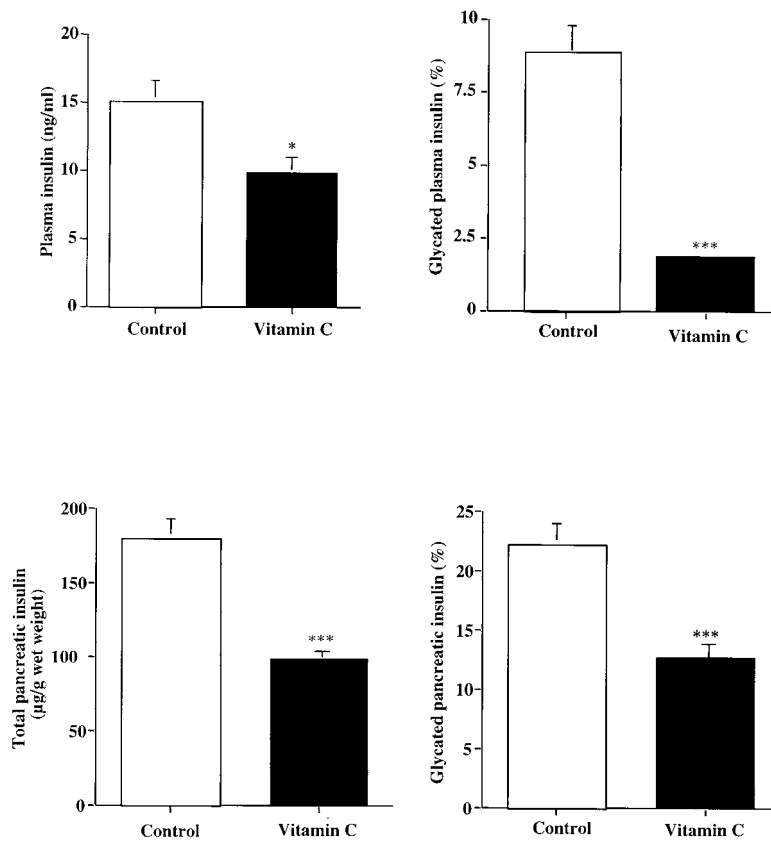 Plasma insulin (ng/ml)
20
15
10
5
0
*
Control
Vitamin C
Glycated plasma insulin (%)
10
7.5
5
2.5
0
***
Control
Vitamin C
Total pancreatic insulin
(µg/g wet weight)
200
150
100
50
0
***
Control
Vitamin C
Glycated pancreatic insulin (%)
25
20
15
10
5
0
***
Control
Vitamin C